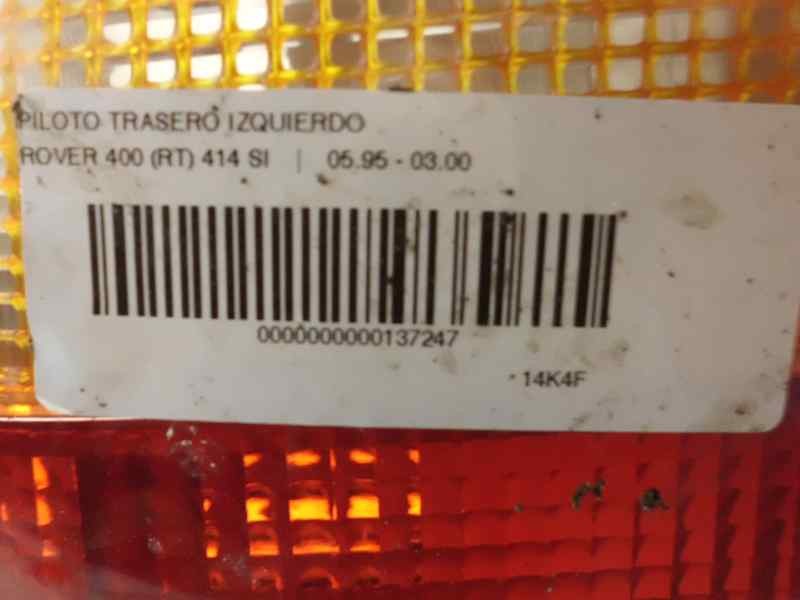 PILOTO TRASERO IZQUIERDO
ROVER 400 (RT) 414 SI | 05.95 - 03.00
0000000000137247
14K4F